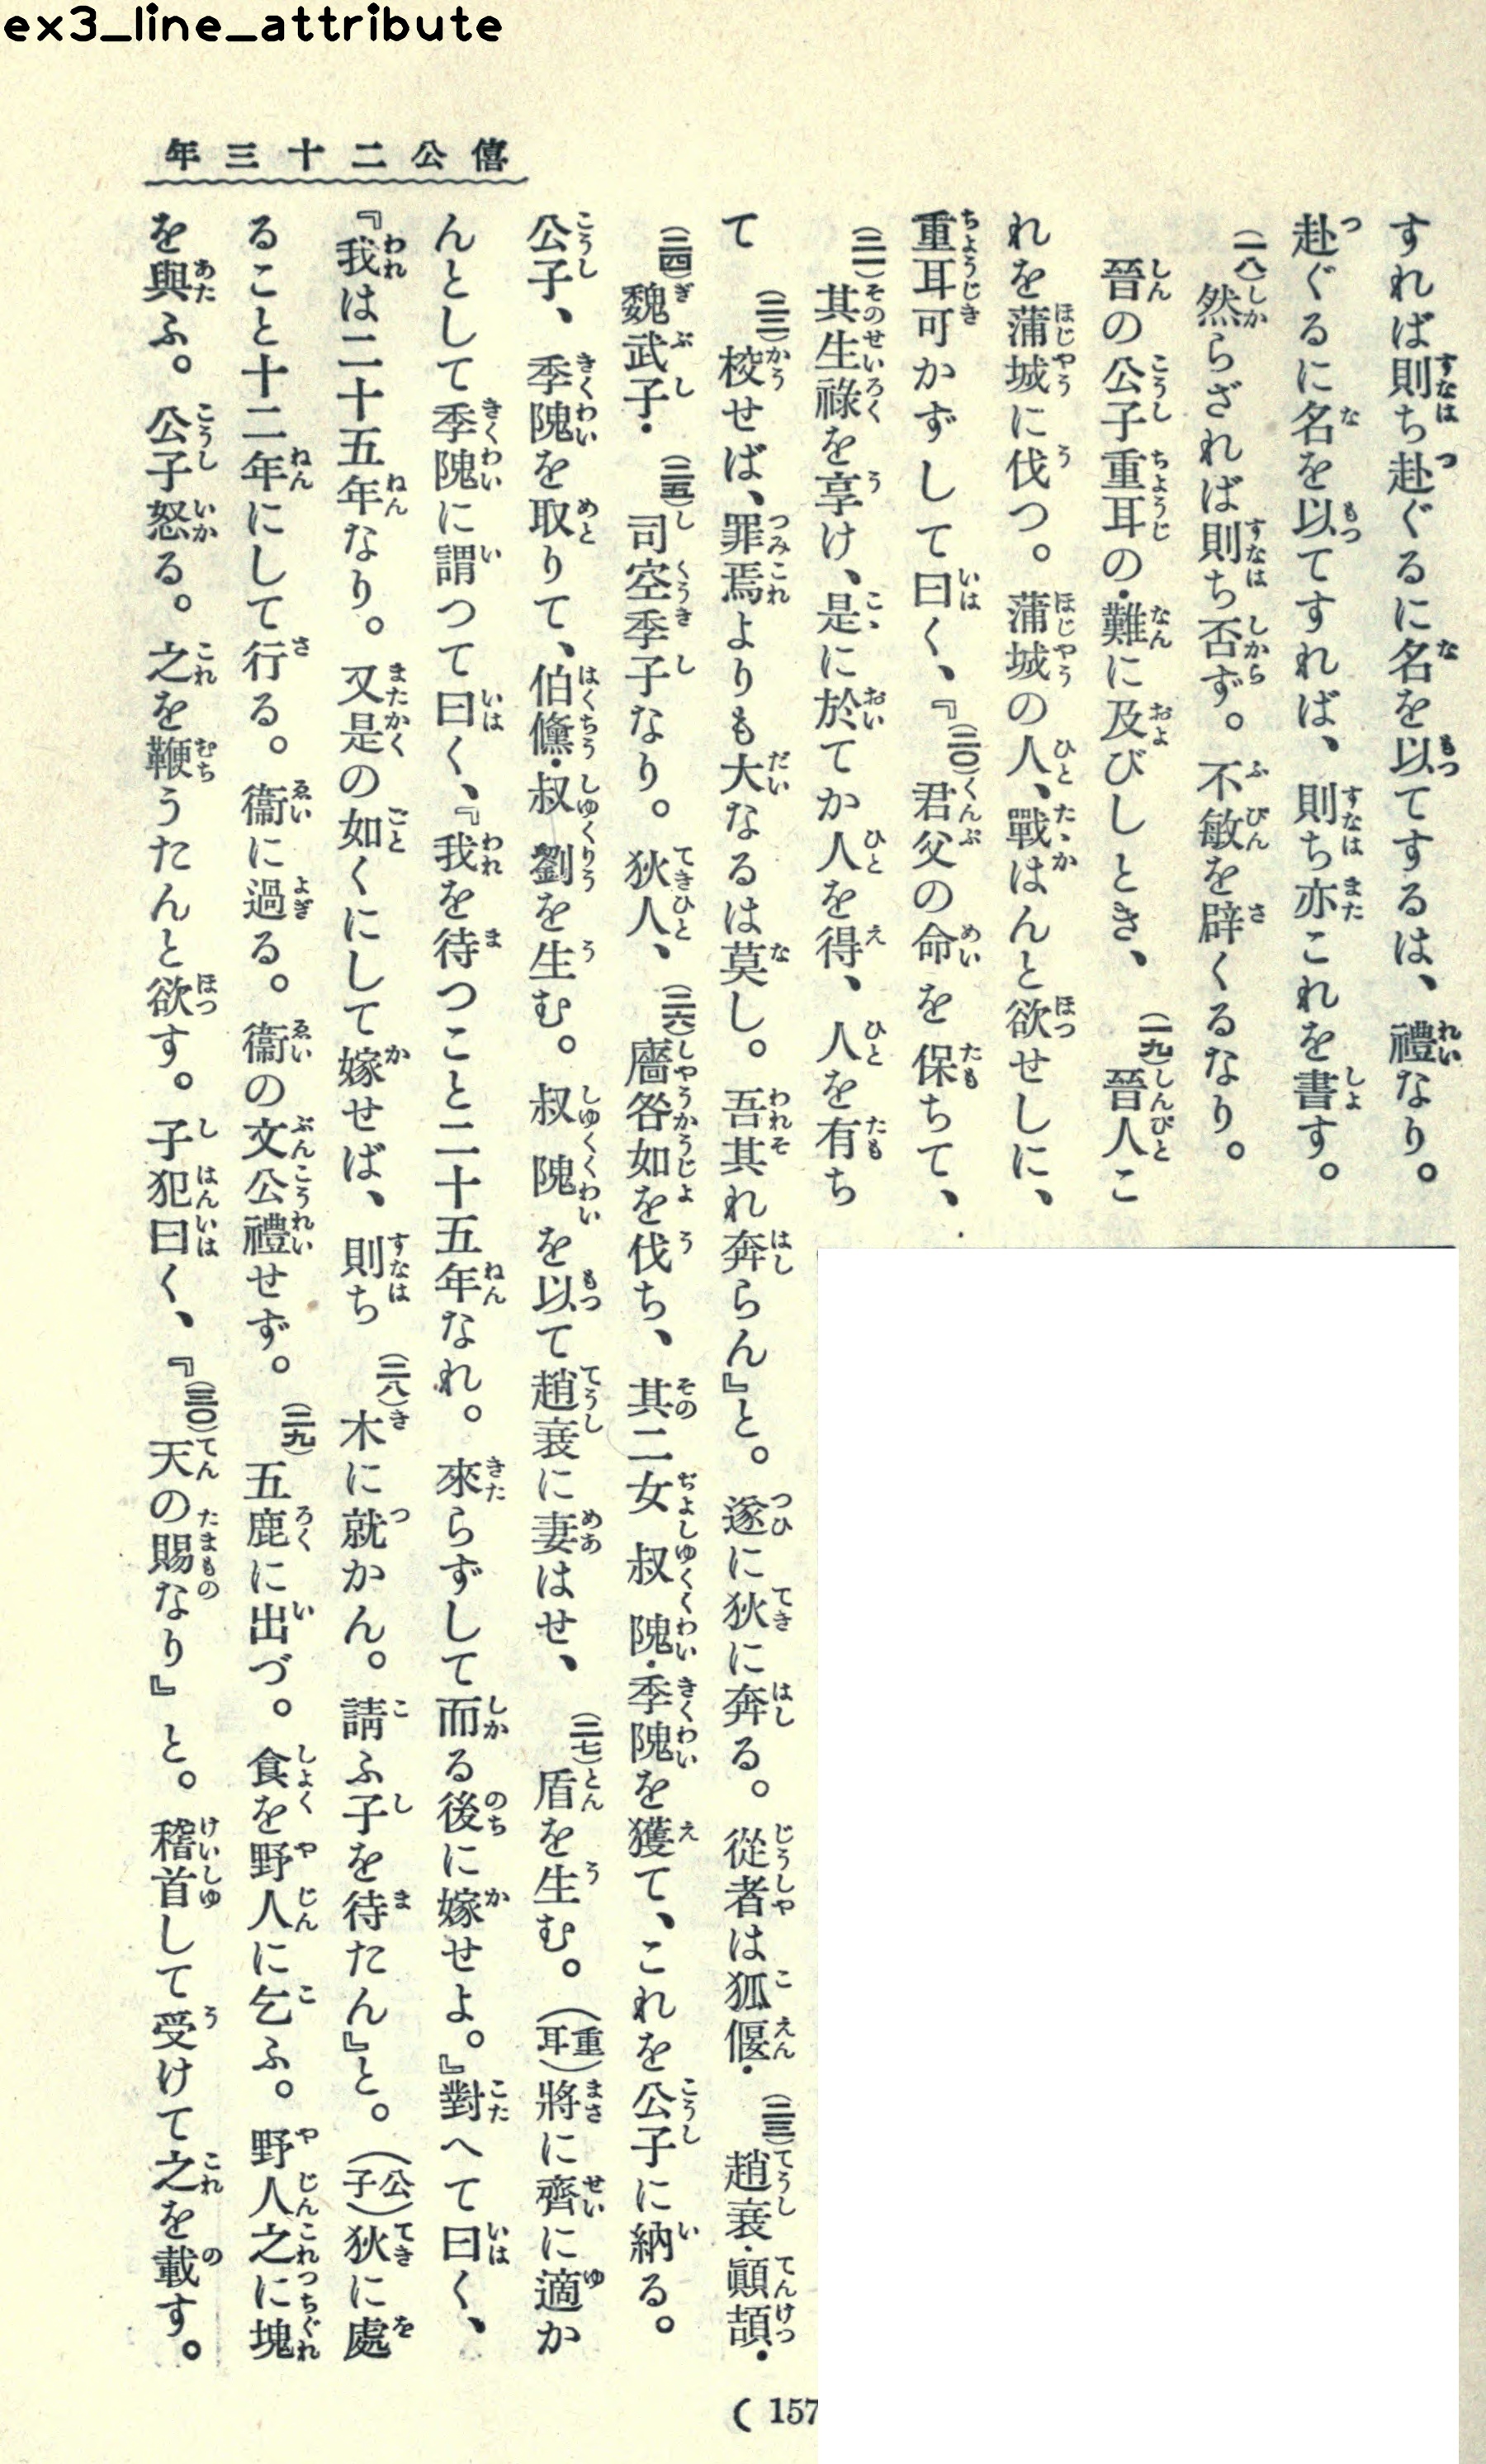 ex3_line_attribute
僖公二十三年
すれば則ち赴ぐるに名を以てするは、禮なり。
赴ぐるに名を以てすれば、則ち亦これを書す。
(一八)然らざれば則ち否ず。不敏を辟くるなり。
晉の公子重耳の・難に及びしとき、(一九)晉人こ
れを蒲城に伐つ。蒲城の人、戰はんと欲せしに、
重耳可かずして曰く、『(二〇)君父の命を保ちて、
(二一)其生祿を享け、是に於てか人を得、人を有ち
て(二二)校せば、罪焉よりも大なるは莫し。吾其れ奔らん』と。遂に狄に奔る。從者は狐偃・(二三)趙衰・顚頡・
(二四)魏武子・(二五)司空季子なり。狄人、(二六)廧咎如を伐ち、其二女叔隗・季隗を獲て、これを公子に納る。
公子、季隗を取りて、伯儵・叔劉を生む。叔隗を以て趙衰に妻はせ、(二七)盾を生む。(重耳)將に齊に適か
んとして季隗に謂つて曰く、『我を待つこと二十五年なれ。來らずして而る後に嫁せよ。』對へて曰く、
『我は二十五年なり。又是の如くにして嫁せば、則ち(二八)木に就かん。請ふ子を待たん』と。(公子)狄に處
ること十二年にして行る。衞に過る。衞の文公禮せず。(二九)五鹿に出づ。食を野人に乞ふ。野人之に塊
を與ふ。公子怒る。之を鞭うたんと欲す。子犯曰く、『(三〇)天の賜なり』と。稽首して受けて之を載す。
( 157